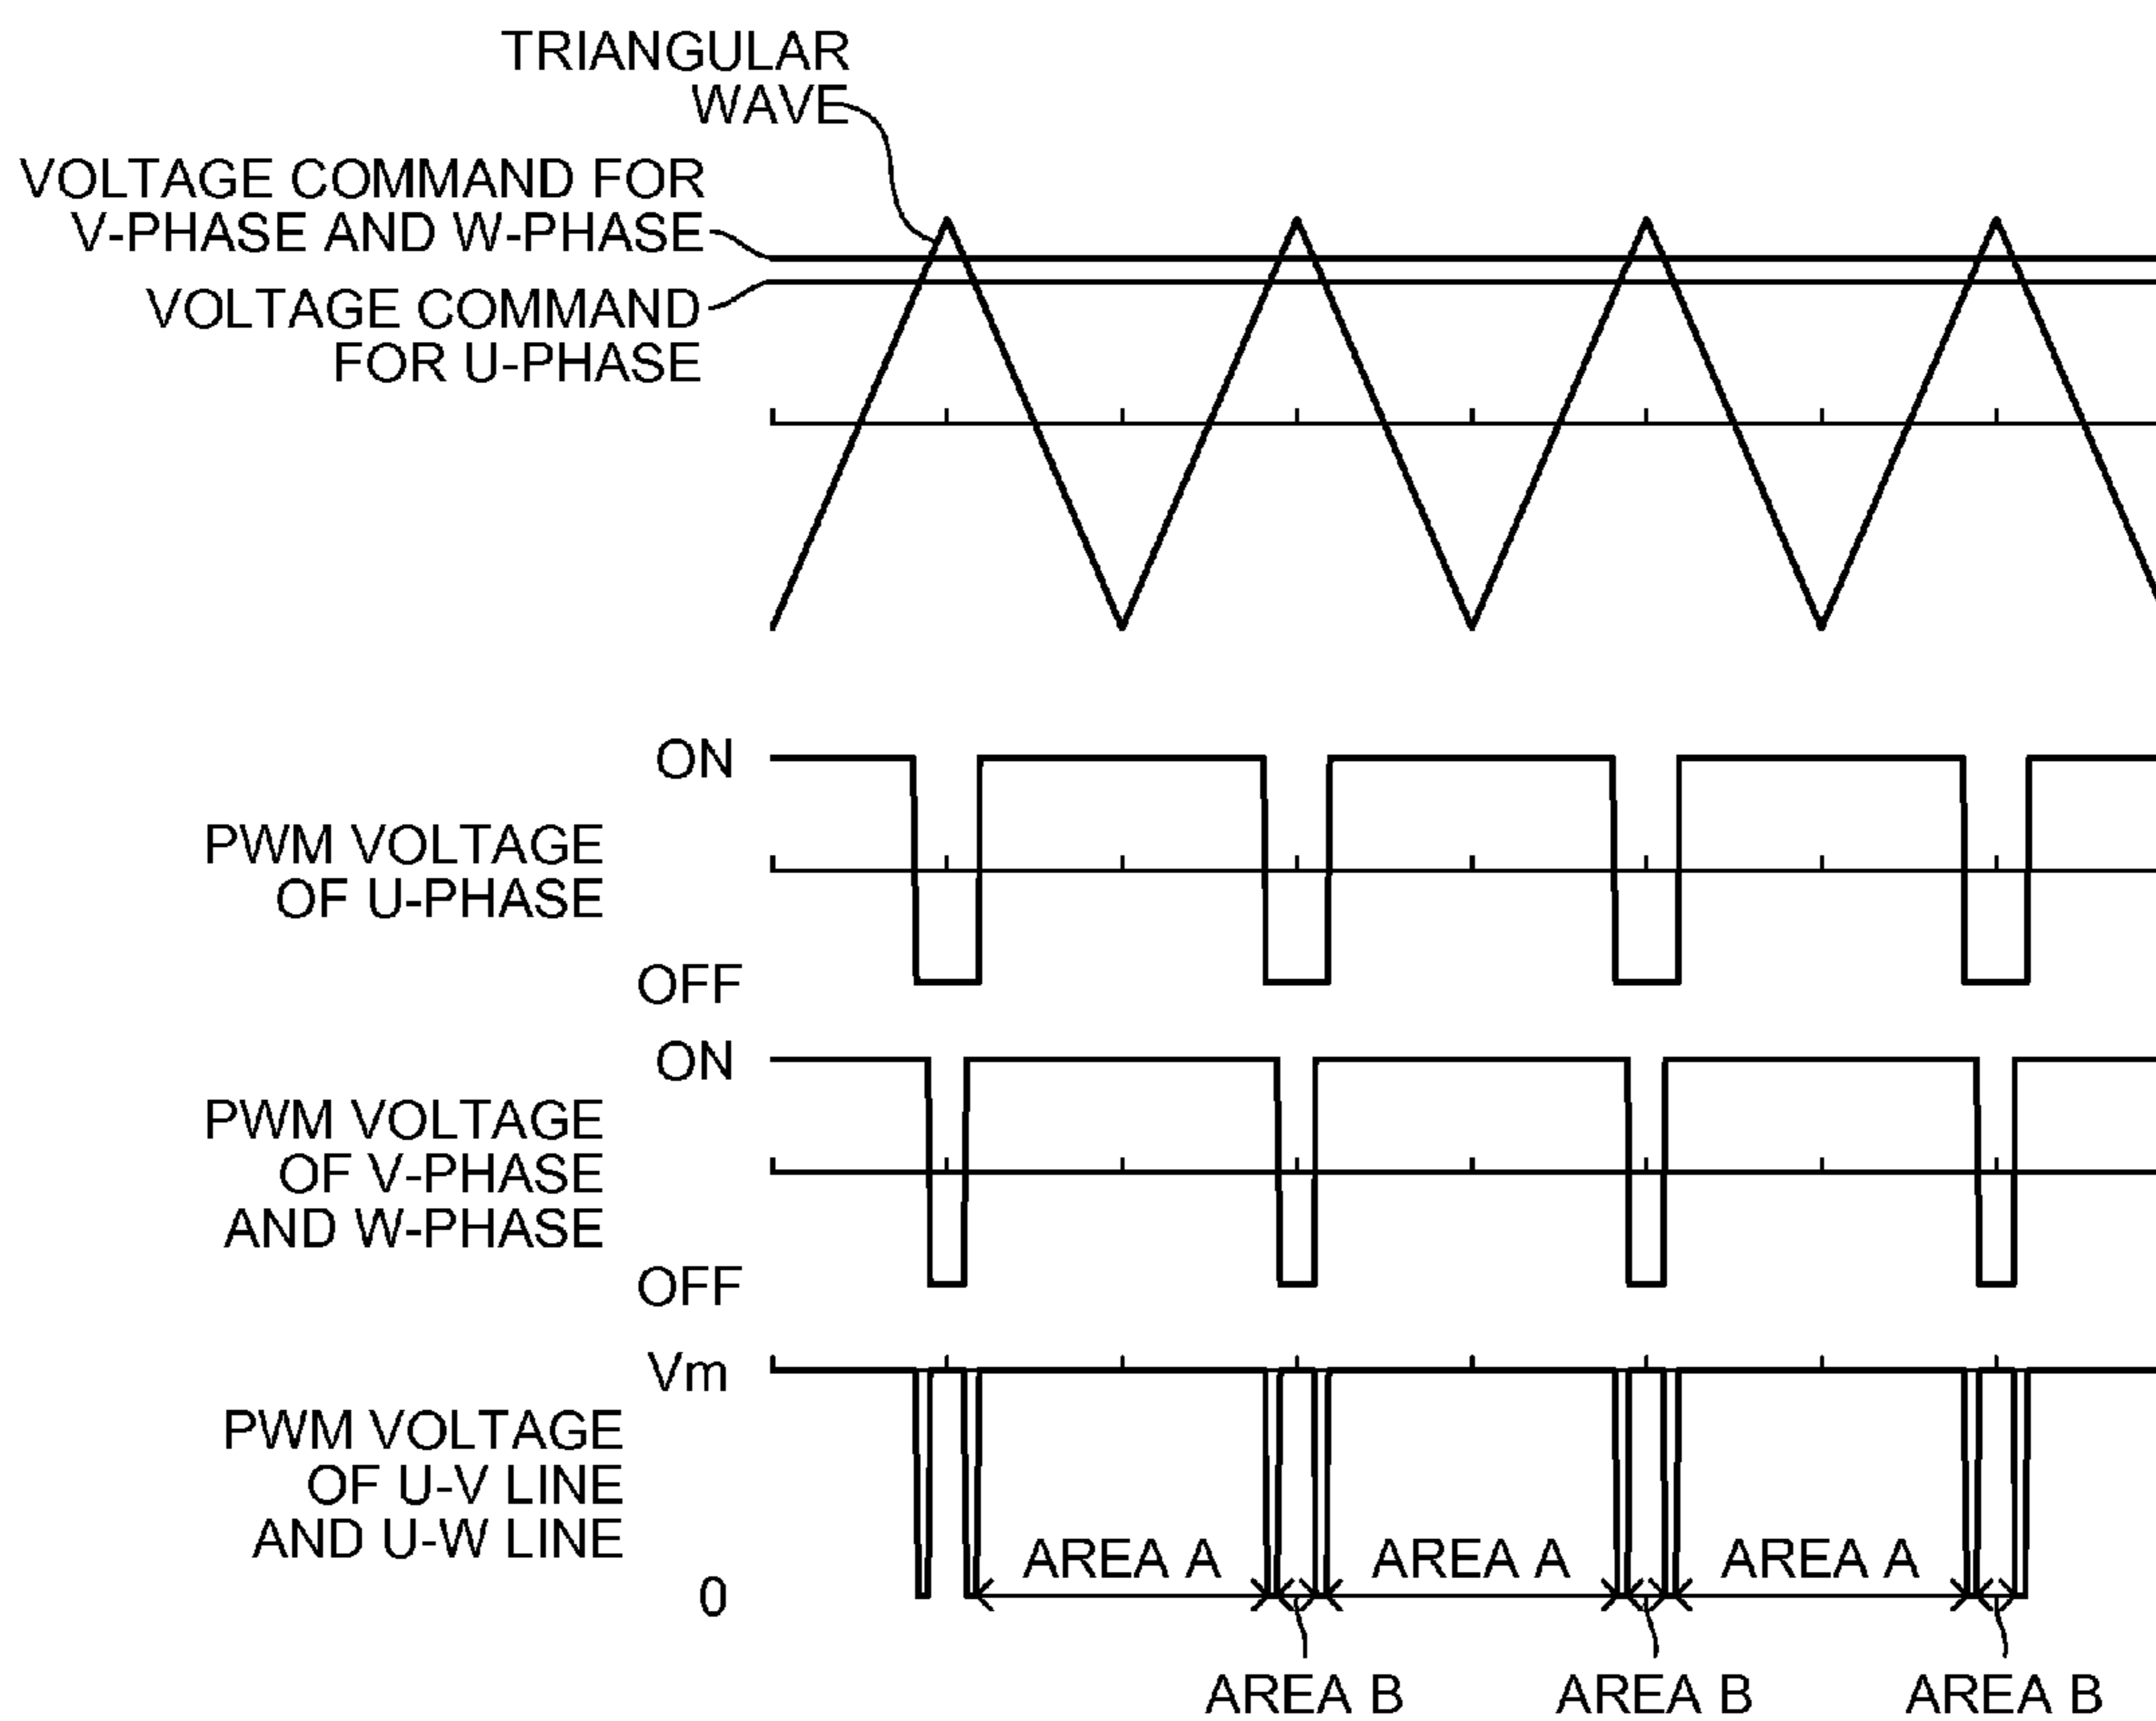 TRIANGULAR
WAVE
VOLTAGE COMMAND FOR
V-PHASE AND W-PHASE
VOLTAGE COMMAND
FOR U-PHASE
ON
PWM VOLTAGE
OF U-PHASE
OFF
ON
PWM VOLTAGE
OF V-PHASE
AND W-PHASE
OFF
Vm
PWM VOLTAGE
OF U-V LINE
AND U-W LINE
0
AREA A AREA A AREA A
AREA B AREA B AREA B